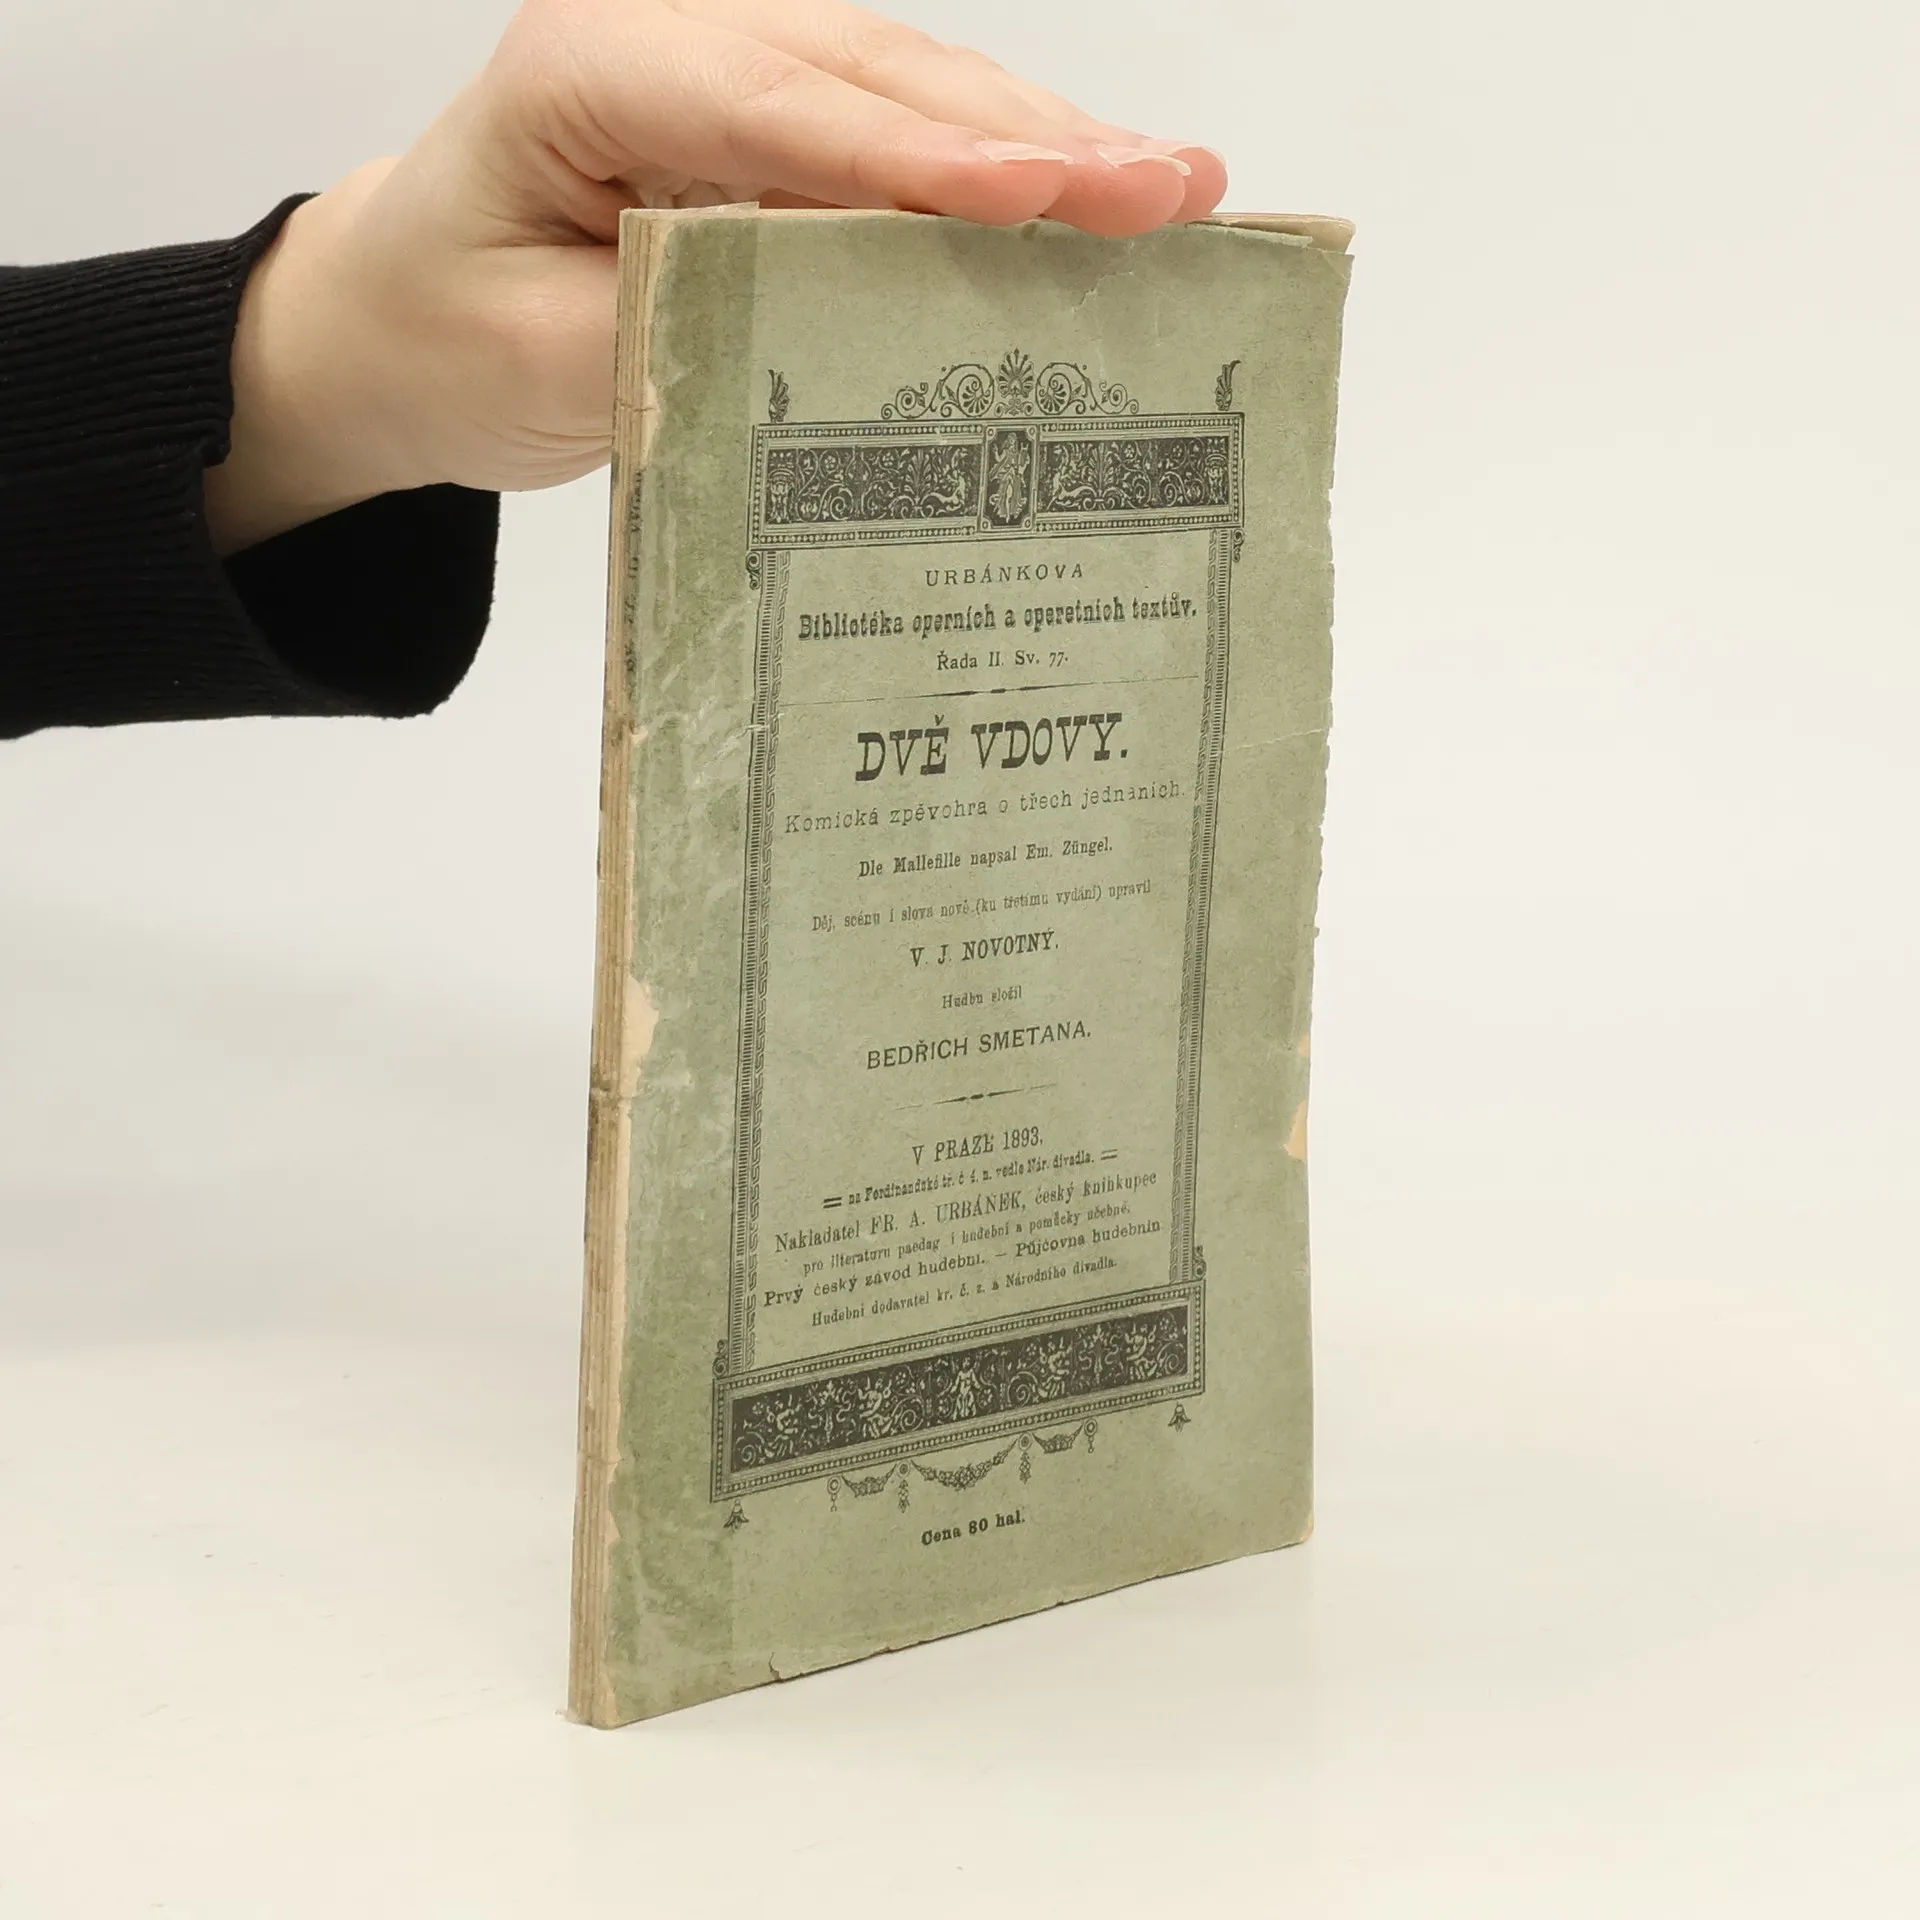 URBÁNKOVA
Bibliotéka operních a operetních textův.
Řada II. Sv. 77.
DVĚ VDOVY.
Komická zpěvohra o třech jednáních.
Dle Mallefille napsal Em. Züngel.
Děj, scénu i slova nově (ku třetímu vydání) upravil
V. J. NOVOTNÝ.
Hudbu složil
BEDŘICH SMETANA.
V PRAZE 1893.
= na Ferdinandské tř. č 4. n. vedle Nár. divadla. =
Nakladatel FR. A. URBÁNEK, český knihkupec
pro literaturu paedag. i hudební a pomůcky učebné.
Prvý český závod hudební. — Půjčovna hudebnin
Hudební dodavatel kr. č. z. a Národního divadla.
Cena 80 hal.